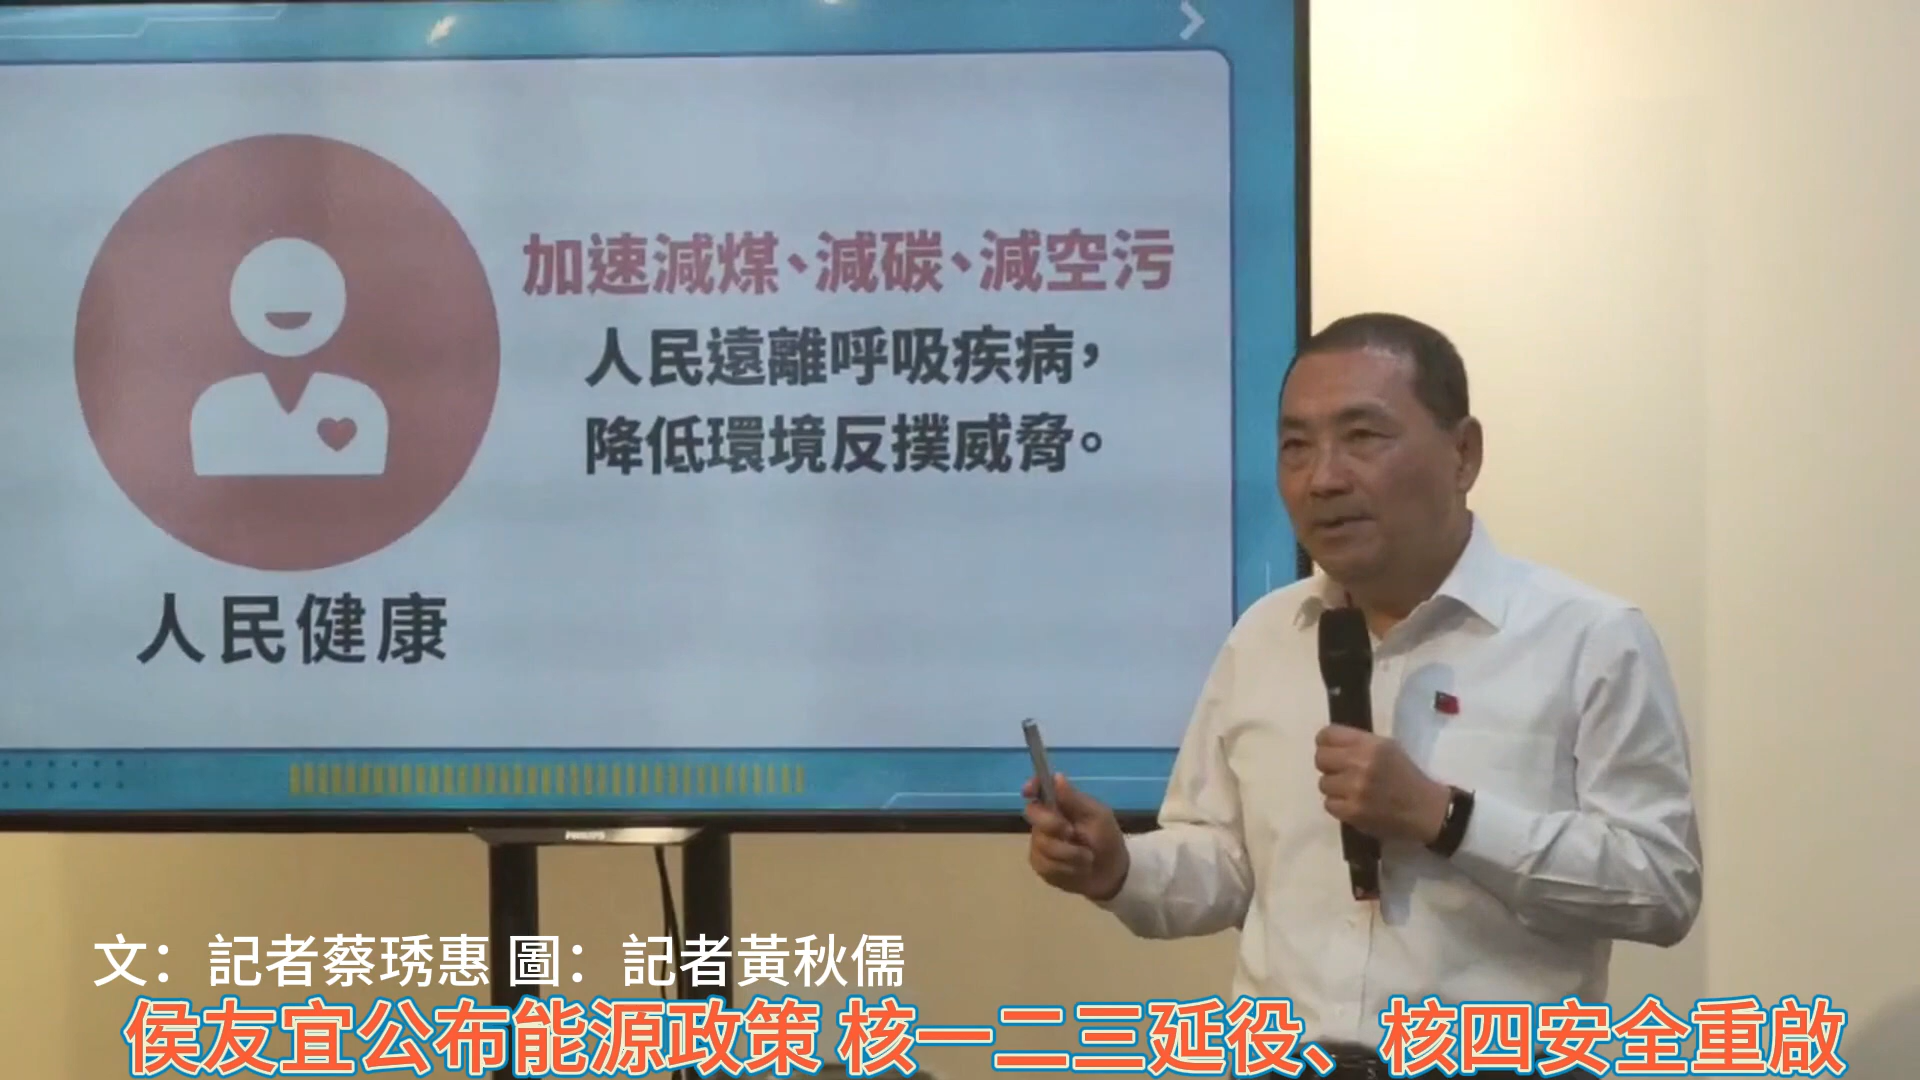 加速減煤、減碳、減空污
人民遠離呼吸疾病，
降低環境反撲威脅。
人民健康
PHILIPS
文：記者蔡琇惠 圖：記者黃秋儒
侯友宜公布能源政策 核一二三延役、核四安全重啟